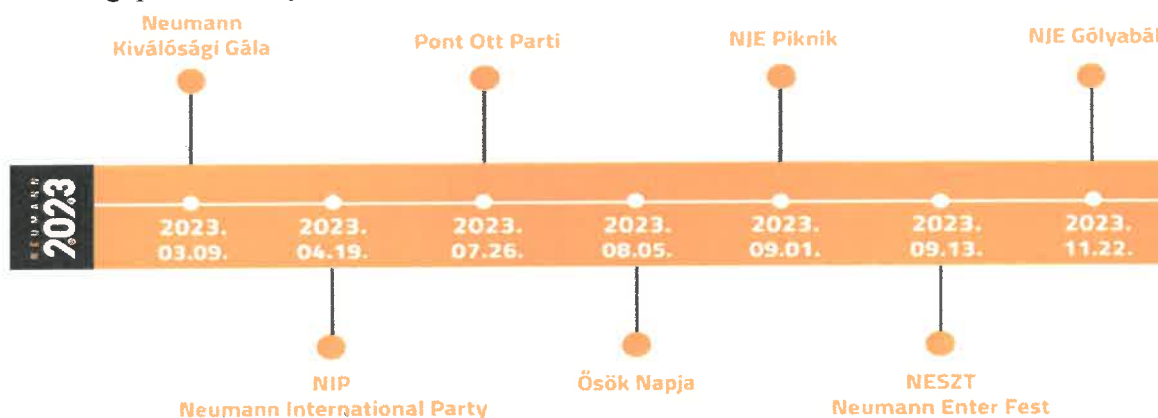 Neumann
Kiválósági Gála
Pont Ott Parti
NJE Piknik
NJE Gólyabál
NEUMANN
2023
2023.
03.09.
2023.
04.19.
2023.
07.26.
2023.
08.05.
2023.
09.01.
2023.
09.13.
2023.
11.22.
NIP
Neumann International Party
Ősök Napja
NESZT
Neumann Enter Fest